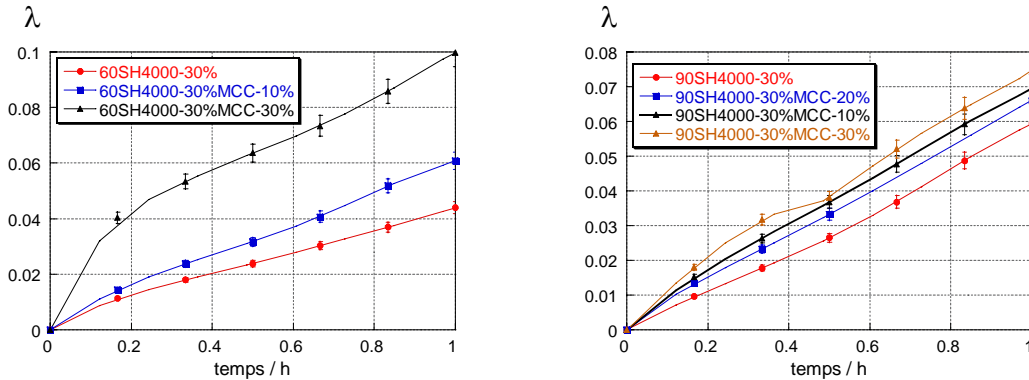 λ
0.1
0.08
0.06
0.04
0.02
0
60SH4000-30%
60SH4000-30%MCC-10%
60SH4000-30%MCC-30%
0 0.2 0.4 0.6 0.8 1
temps / h
λ
0.08
0.07
0.06
0.05
0.04
0.03
0.02
0.01
0
90SH4000-30%
90SH4000-30%MCC-20%
90SH4000-30%MCC-10%
90SH4000-30%MCC-30%
0 0.2 0.4 0.6 0.8 1
temps / h